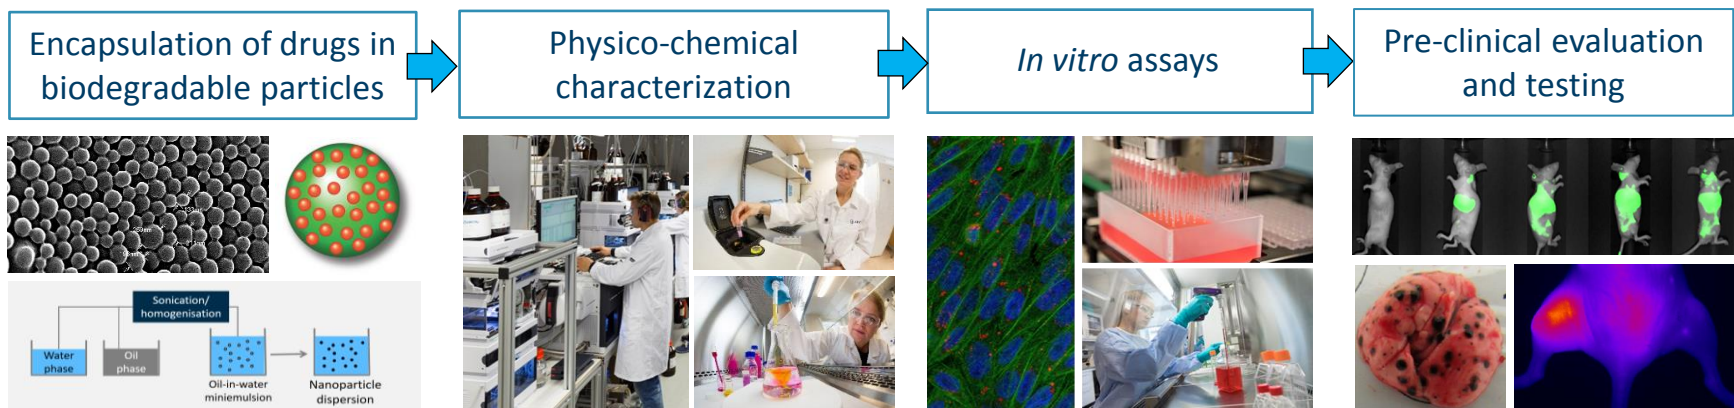 Encapsulation of drugs in
biodegradable particles
Physico-chemical
characterization
In vitro assays
Pre-clinical evaluation
and testing
Sonication/
homogenisation
Water
phase
Oil
phase
Oil-in-water
miniemulsion
Nanoparticle
dispersion